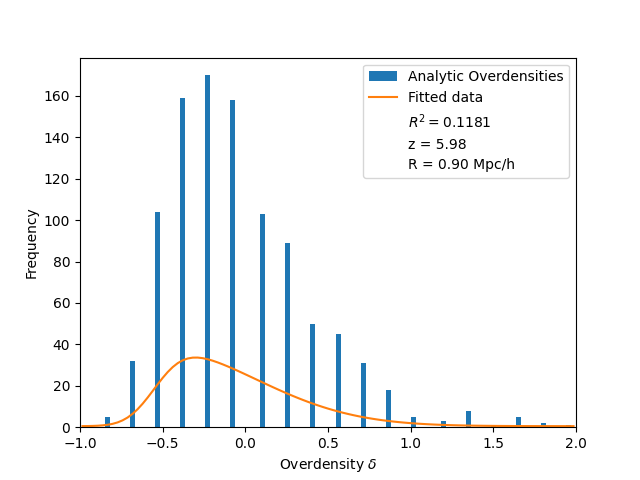 Analytic Overdensities
Fitted data
R² = 0.1181
z = 5.98
R = 0.90 Mpc/h
160
140
120
100
80
60
40
20
0
Frequency
−1.0 −0.5 0.0 0.5 1.0 1.5 2.0
Overdensity δ